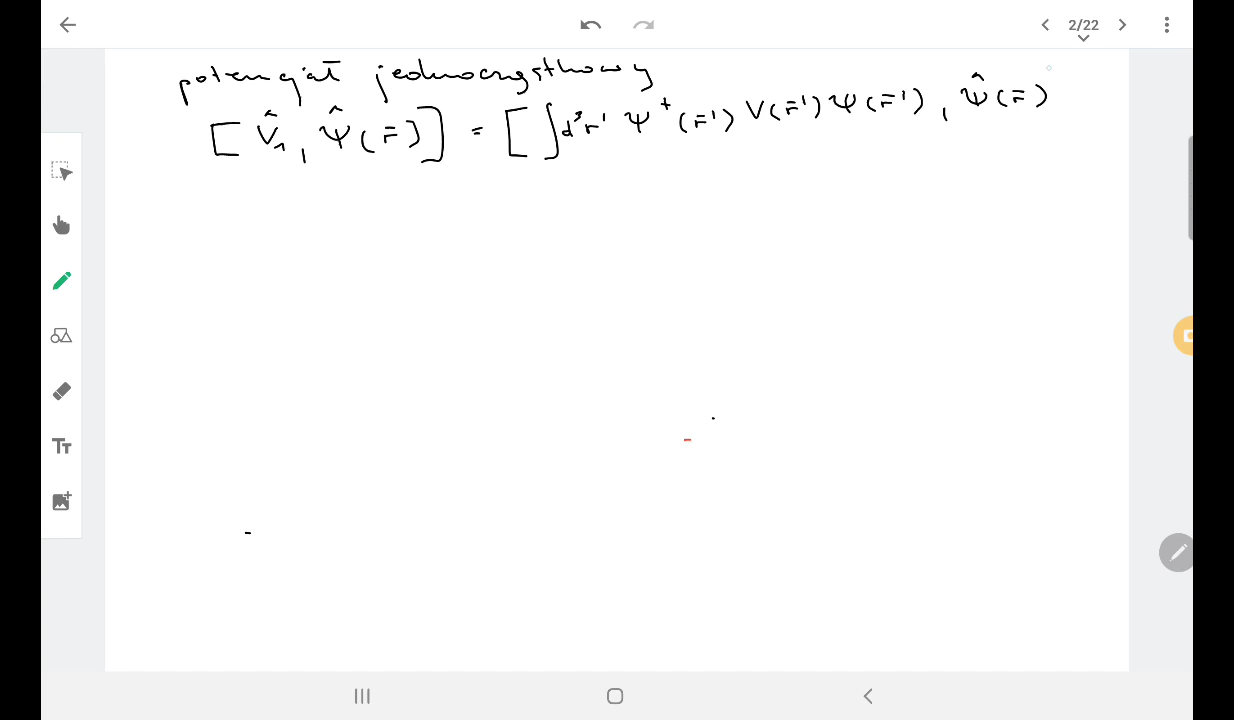 2/22
potencjał jednocząstkowy
[ V̂₁, Ψ̂(r̄) ] = [ ∫d³r' Ψ⁺(r̄') V(r̄') Ψ(r̄'), Ψ̂(r̄)